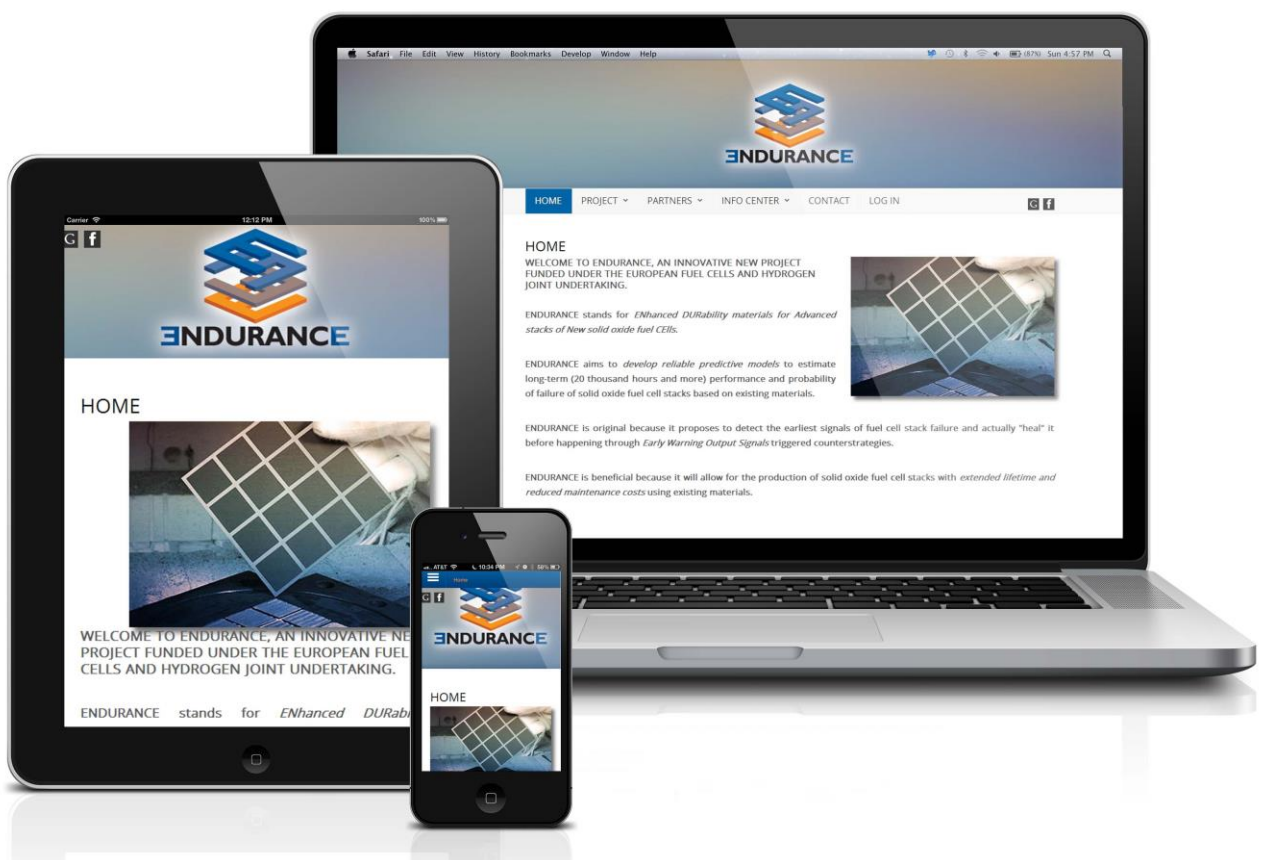 Safari File Edit View History Bookmarks Develop Window Help
(87%) Sun 4:57 PM
ƎNDURANCE
HOME PROJECT PARTNERS INFO CENTER CONTACT LOG IN
G f
HOME
WELCOME TO ENDURANCE, AN INNOVATIVE NEW PROJECT
FUNDED UNDER THE EUROPEAN FUEL CELLS AND HYDROGEN
JOINT UNDERTAKING.
ENDURANCE stands for ENhanced DURability materials for Advanced
stacks of New solid oxide fuel CElls.
ENDURANCE aims to develop reliable predictive models to estimate
long-term (20 thousand hours and more) performance and probability
of failure of solid oxide fuel cell stacks based on existing materials.
ENDURANCE is original because it proposes to detect the earliest signals of fuel cell stack failure and actually "heal" it
before happening through Early Warning Output Signals triggered counterstrategies.
ENDURANCE is beneficial because it will allow for the production of solid oxide fuel cell stacks with extended lifetime and
reduced maintenance costs using existing materials.
Carrier 12:12 PM 100%
G f
ƎNDURANCE
HOME
WELCOME TO ENDURANCE, AN INNOVATIVE NE
PROJECT FUNDED UNDER THE EUROPEAN FUEL
CELLS AND HYDROGEN JOINT UNDERTAKING.
ENDURANCE stands for ENhanced DURabi
AT&T 10:34 PM 50%
Home
G f
ƎNDURANCE
HOME